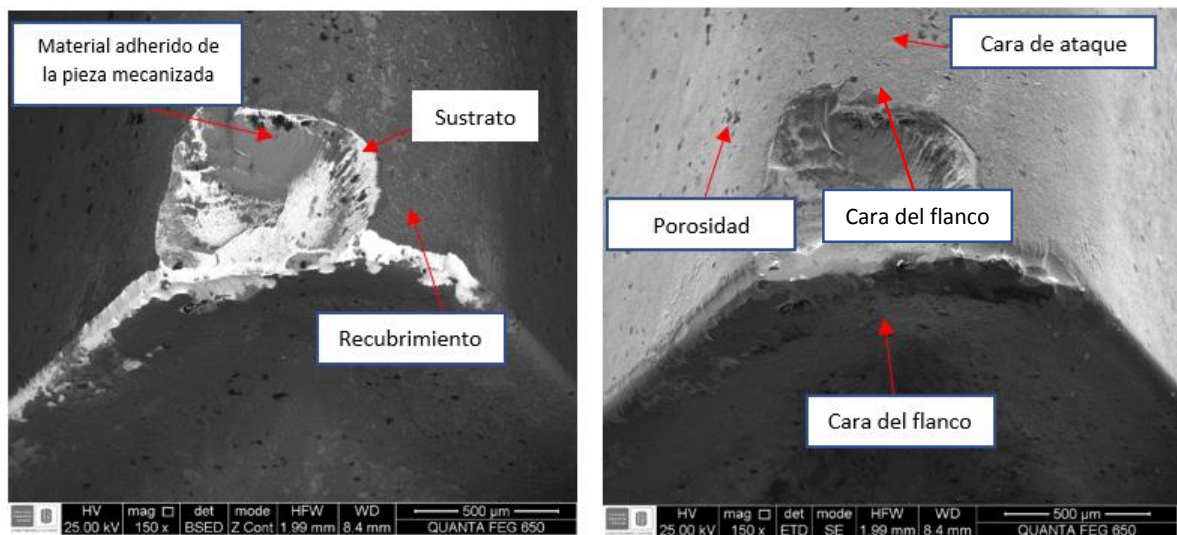 Material adherido de
la pieza mecanizada
Sustrato
Recubrimiento
HV
mag
det
mode
HFW
WD
500 µm
25.00 kV
150 x
BSED
Z Cont
1.99 mm
8.4 mm
QUANTA FEG 650
Cara de ataque
Porosidad
Cara del flanco
Cara del flanco
HV
mag
det
mode
HFW
WD
500 µm
25.00 kV
150 x
ETD
SE
1.99 mm
8.4 mm
QUANTA FEG 650